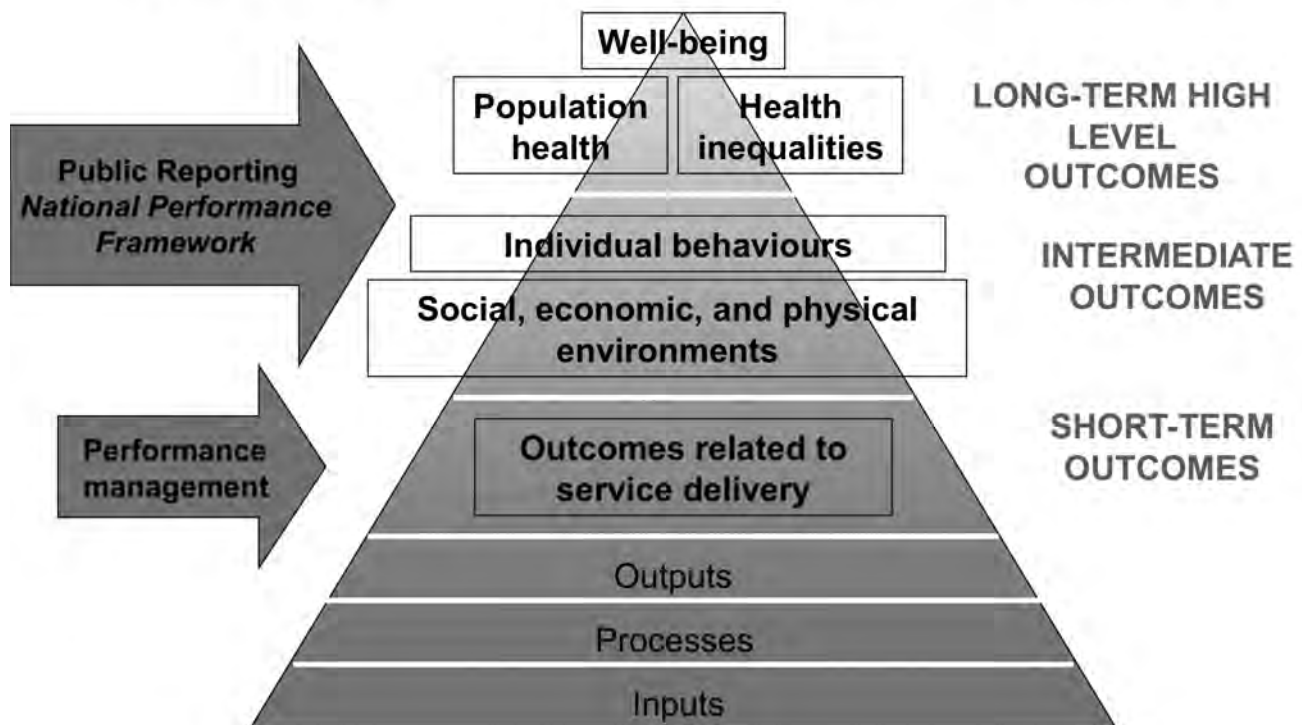 Well-being
Population
health
Health
inequalities
LONG-TERM HIGH
LEVEL
OUTCOMES
Public Reporting
National Performance
Framework
Individual behaviours
Social, economic, and physical
environments
INTERMEDIATE
OUTCOMES
Performance
management
Outcomes related to
service delivery
SHORT-TERM
OUTCOMES
Outputs
Processes
Inputs